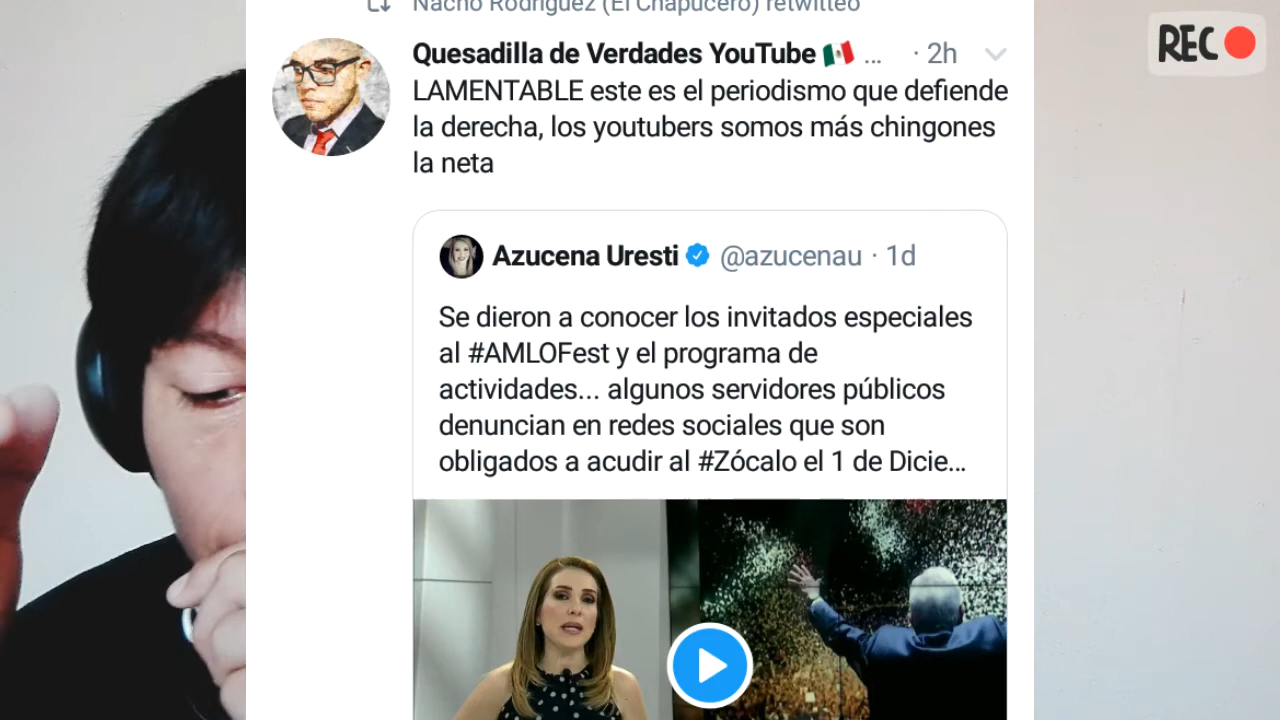 Nacho Rodríguez (El Chapucero) retwitteó
REC
Quesadilla de Verdades YouTube 🇲🇽 ... · 2h
LAMENTABLE este es el periodismo que defiende
la derecha, los youtubers somos más chingones
la neta
Azucena Uresti @azucenau · 1d
Se dieron a conocer los invitados especiales
al #AMLOFest y el programa de
actividades... algunos servidores públicos
denuncian en redes sociales que son
obligados a acudir al #Zócalo el 1 de Dicie...